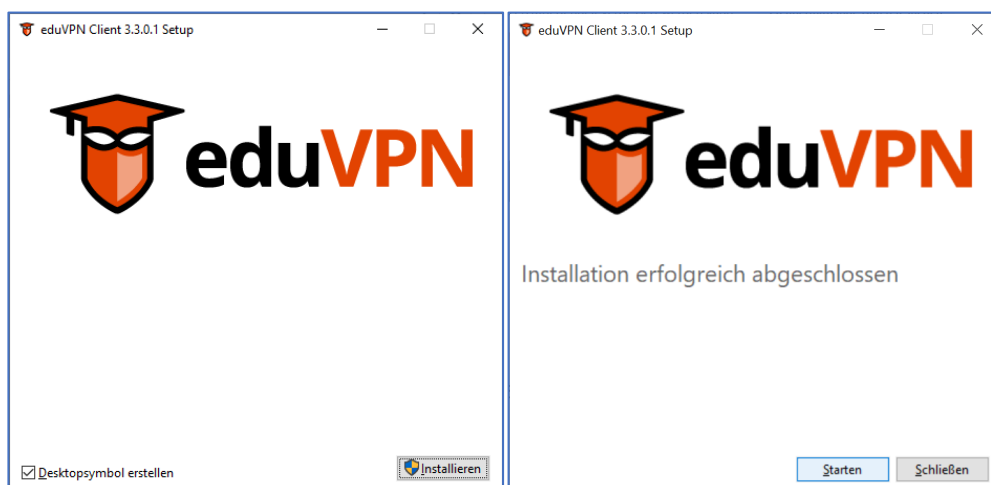 eduVPN Client 3.3.0.1 Setup
eduVPN
Desktopsymbol erstellen
Installieren
eduVPN Client 3.3.0.1 Setup
eduVPN
Installation erfolgreich abgeschlossen
Starten
Schließen